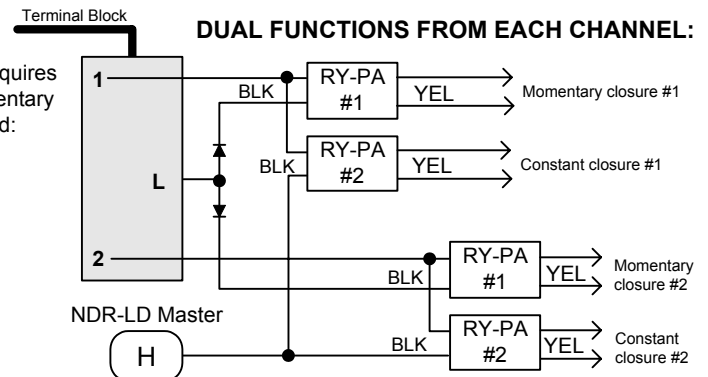 Terminal Block
DUAL FUNCTIONS FROM EACH CHANNEL:
quires
entary
d:
1
BLK
RY-PA
#1
YEL
Momentary closure #1
BLK
RY-PA
#2
YEL
Constant closure #1
L
2
BLK
RY-PA
#1
YEL
Momentary
closure #2
NDR-LD Master
H
BLK
RY-PA
#2
YEL
Constant
closure #2